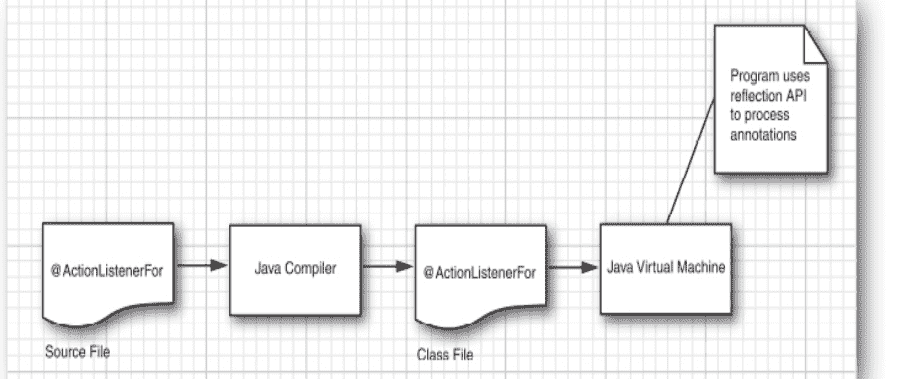 Program uses
reflection API
to process
annotations
@ActionListenerFor
Java Compiler
@ActionListenerFor
Java Virtual Machine
Source File
Class File